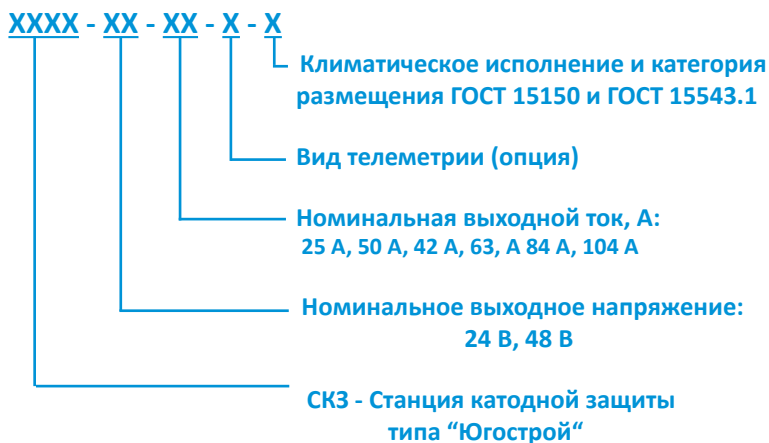 XXXX - XX - XX - X - X
Климатическое исполнение и категория
размещения ГОСТ 15150 и ГОСТ 15543.1
Вид телеметрии (опция)
Номинальная выходной ток, А:
25 А, 50 А, 42 А, 63, А 84 А, 104 А
Номинальное выходное напряжение:
24 В, 48 В
СКЗ - Станция катодной защиты
типа “Югострой“